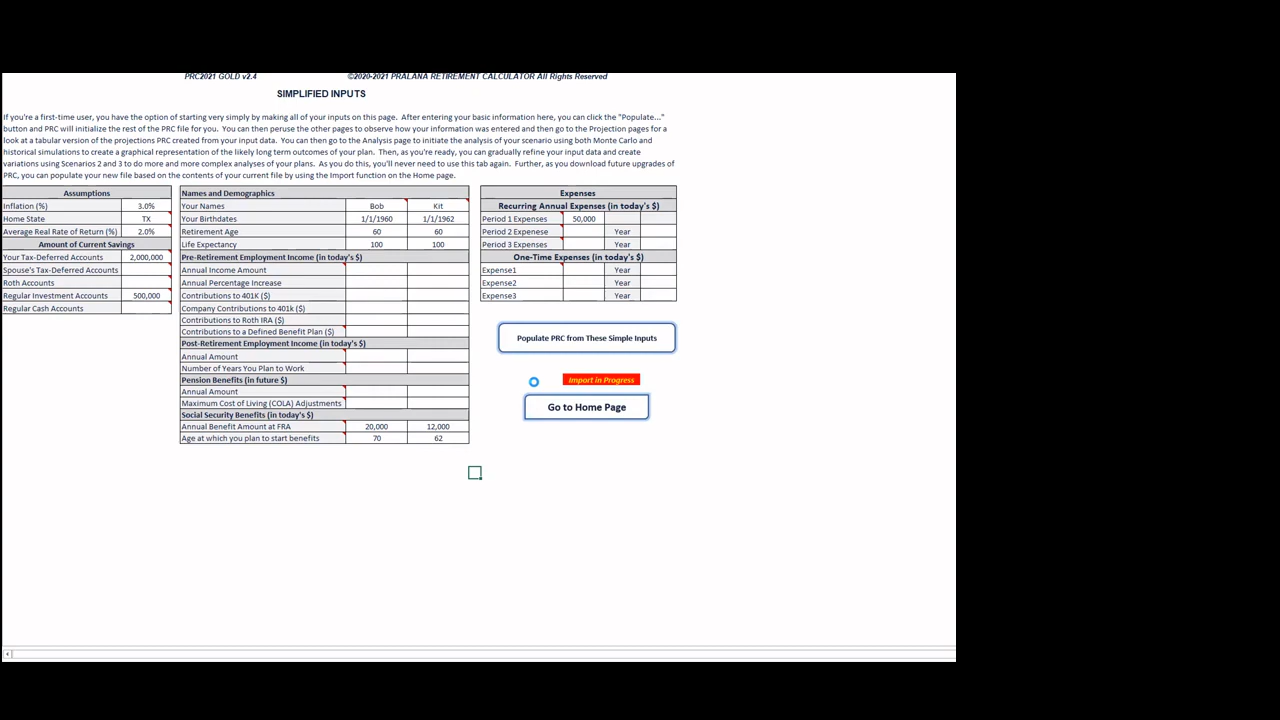 PRC2021 GOLD v2.4 ©2020-2021 PRALANA RETIREMENT CALCULATOR All Rights Reserved
SIMPLIFIED INPUTS
If you're a first-time user, you have the option of starting very simply by making all of your inputs on this page. After entering your basic information here, you can click the "Populate..."
button and PRC will initialize the rest of the PRC file for you. You can then peruse the other pages to observe how your information was entered and then go to the Projection pages for a
look at a tabular version of the projections PRC created from your input data. You can then go to the Analysis page to initiate the analysis of your scenario using both Monte Carlo and
historical simulations to create a graphical representation of the likely long term outcomes of your plan. Then, as you're ready, you can gradually refine your input data and create
variations using Scenarios 2 and 3 to do more and more complex analyses of your plans. As you do this, you'll never need to use this tab again. Further, as you download future upgrades of
PRC, you can populate your new file based on the contents of your current file by using the Import function on the Home page.
Assumptions
Inflation (%) 3.0%
Home State TX
Average Real Rate of Return (%) 2.0%
Amount of Current Savings
Your Tax-Deferred Accounts 2,000,000
Spouse's Tax-Deferred Accounts
Roth Accounts
Regular Investment Accounts 500,000
Regular Cash Accounts
Names and Demographics
Your Names Bob Kit
Your Birthdates 1/1/1960 1/1/1962
Retirement Age 60 60
Life Expectancy 100 100
Pre-Retirement Employment Income (in today's $)
Annual Income Amount
Annual Percentage Increase
Contributions to 401K ($)
Company Contributions to 401k ($)
Contributions to Roth IRA ($)
Contributions to a Defined Benefit Plan ($)
Post-Retirement Employment Income (in today's $)
Annual Amount
Number of Years You Plan to Work
Pension Benefits (in future $)
Annual Amount
Maximum Cost of Living (COLA) Adjustments
Social Security Benefits (in today's $)
Annual Benefit Amount at FRA 20,000 12,000
Age at which you plan to start benefits 70 62
Expenses
Recurring Annual Expenses (in today's $)
Period 1 Expenses 50,000
Period 2 Expenese Year
Period 3 Expenses Year
One-Time Expenses (in today's $)
Expense1 Year
Expense2 Year
Expense3 Year
Populate PRC from These Simple Inputs
Import in Progress
Go to Home Page